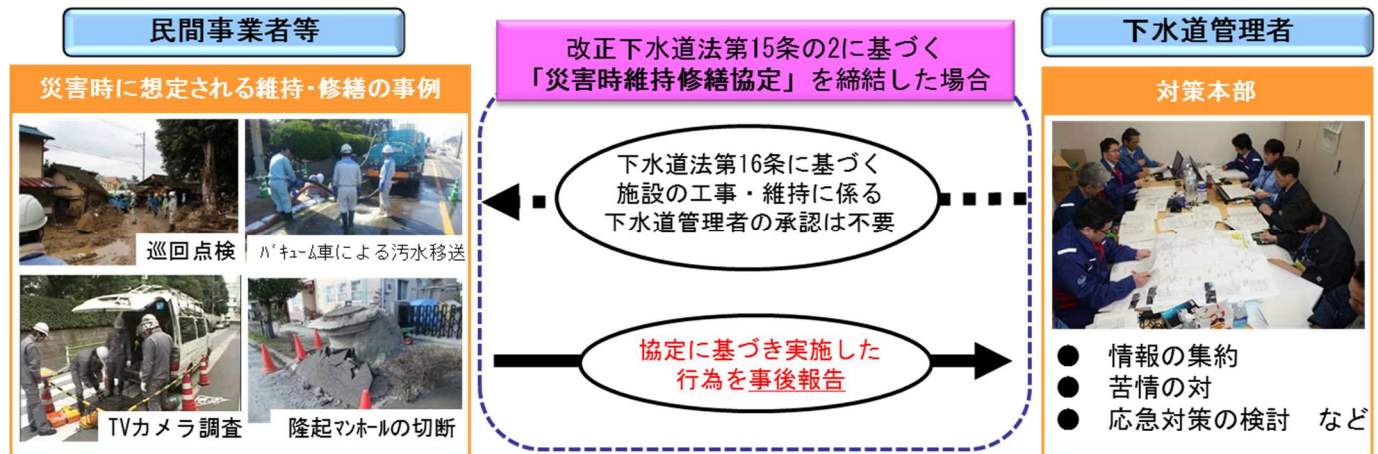 民間事業者等
災害時に想定される維持・修繕の事例
巡回点検
ﾊﾞｷｭｰﾑ車による汚水移送
TVカメラ調査
隆起ﾏﾝﾎｰﾙの切断
改正下水道法第15条の2に基づく
「災害時維持修繕協定」を締結した場合
下水道法第16条に基づく
施設の工事・維持に係る
下水道管理者の承認は不要
協定に基づき実施した
行為を事後報告
下水道管理者
対策本部
● 情報の集約
● 苦情の対
● 応急対策の検討　など